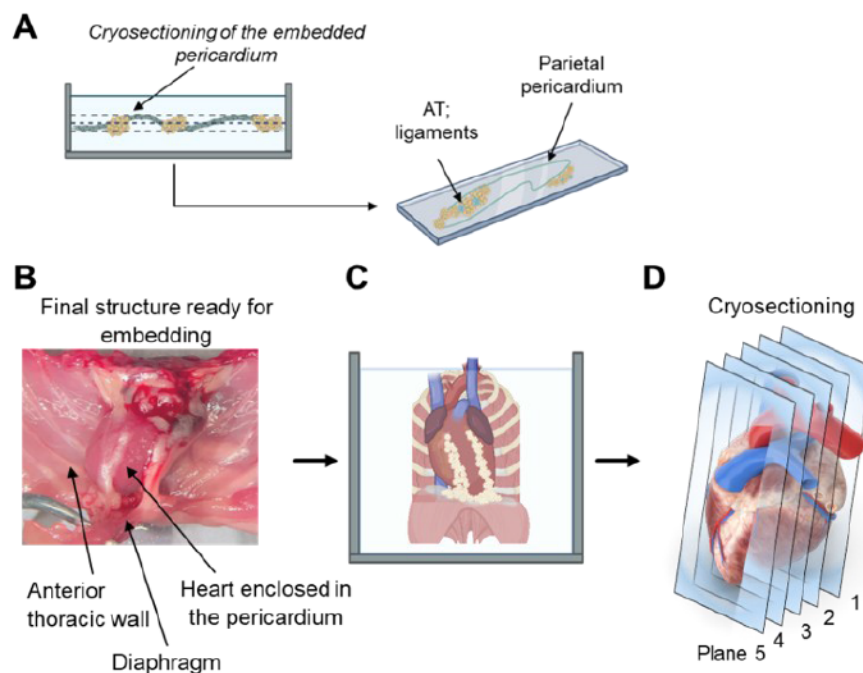 A
Cryosectioning of the embedded
pericardium
Parietal
pericardium
AT;
ligaments
B
Final structure ready for
embedding
Anterior
thoracic wall
Heart enclosed in
the pericardium
Diaphragm
C
D
Cryosectioning
1
2
3
4
Plane 5